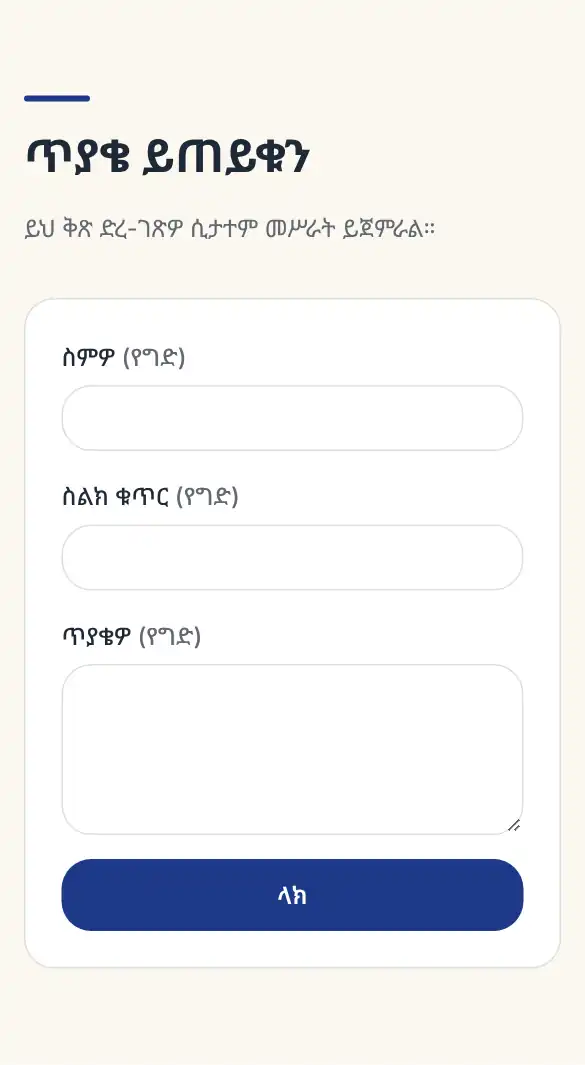 ጥያቄ ይጠይቁን
ይህ ቅጽ ድረ-ገጽዎ ሲታተም መሥራት ይጀምራል።
ስምዎ (የግድ)
ስልክ ቁጥር (የግድ)
ጥያቄዎ (የግድ)
ላክ